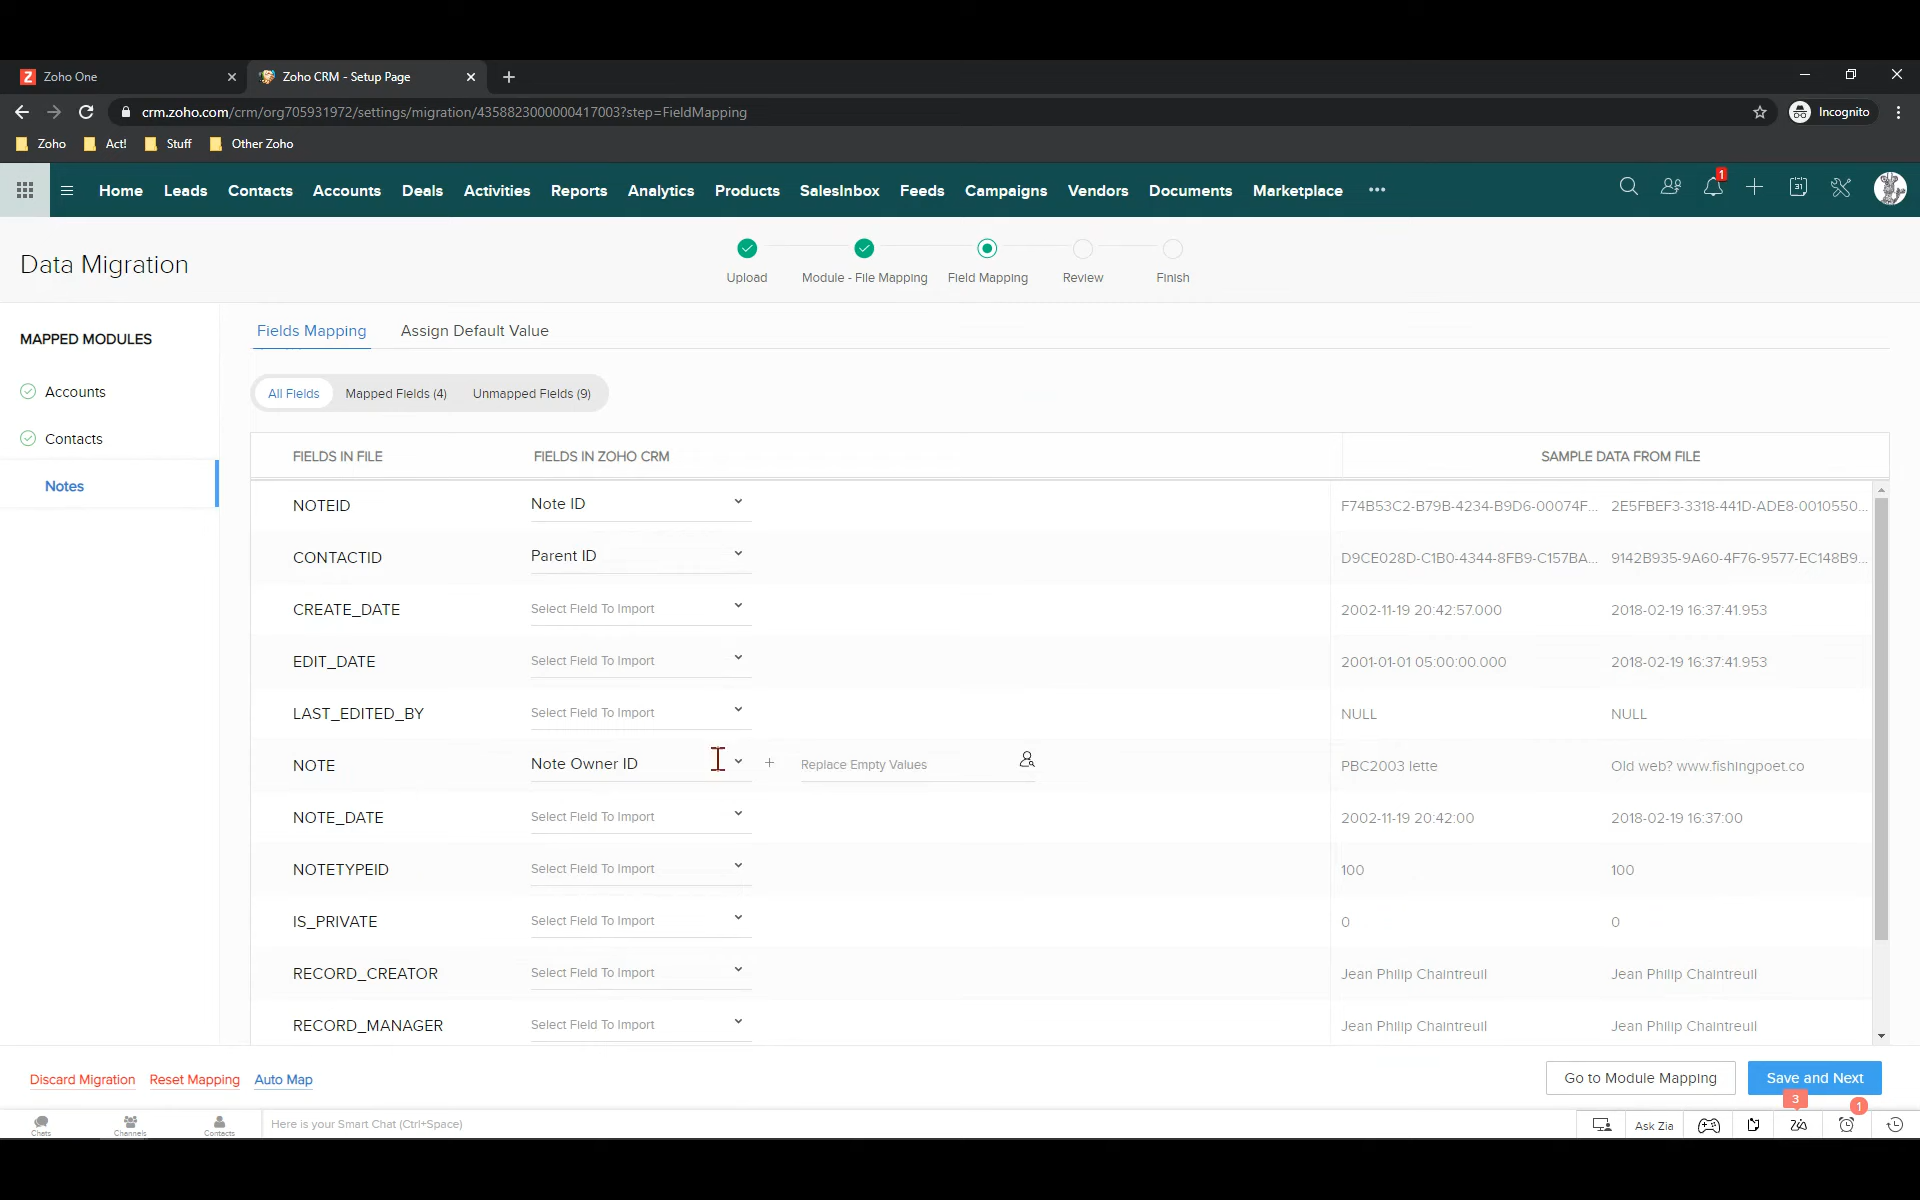 Zoho One
Zoho CRM - Setup Page
crm.zoho.com/crm/org705931972/settings/migration/4358823000000417003?step=FieldMapping
Incognito
Zoho
Act!
Stuff
Other Zoho
Home
Leads
Contacts
Accounts
Deals
Activities
Reports
Analytics
Products
SalesInbox
Feeds
Campaigns
Vendors
Documents
Marketplace
1
31
Data Migration
Upload
Module - File Mapping
Field Mapping
Review
Finish
MAPPED MODULES
Accounts
Contacts
Notes
Fields Mapping
Assign Default Value
All Fields
Mapped Fields (4)
Unmapped Fields (9)
FIELDS IN FILE
FIELDS IN ZOHO CRM
SAMPLE DATA FROM FILE
NOTEID
Note ID
F74B53C2-B79B-4234-B9D6-00074F...
2E5FBEF3-3318-441D-ADE8-0010550...
CONTACTID
Parent ID
D9CE028D-C1B0-4344-8FB9-C157BA...
9142B935-9A60-4F76-9577-EC148B9...
CREATE_DATE
Select Field To Import
2002-11-19 20:42:57.000
2018-02-19 16:37:41.953
EDIT_DATE
Select Field To Import
2001-01-01 05:00:00.000
2018-02-19 16:37:41.953
LAST_EDITED_BY
Select Field To Import
NULL
NULL
NOTE
Note Owner ID
Replace Empty Values
PBC2003 lette
Old web? www.fishingpoet.co
NOTE_DATE
Select Field To Import
2002-11-19 20:42:00
2018-02-19 16:37:00
NOTETYPEID
Select Field To Import
100
100
IS_PRIVATE
Select Field To Import
0
0
RECORD_CREATOR
Select Field To Import
Jean Philip Chaintreuil
Jean Philip Chaintreuil
RECORD_MANAGER
Select Field To Import
Jean Philip Chaintreuil
Jean Philip Chaintreuil
Discard Migration
Reset Mapping
Auto Map
Go to Module Mapping
Save and Next
Chats
Channels
Contacts
Here is your Smart Chat (Ctrl+Space)
Ask Zia
3
1